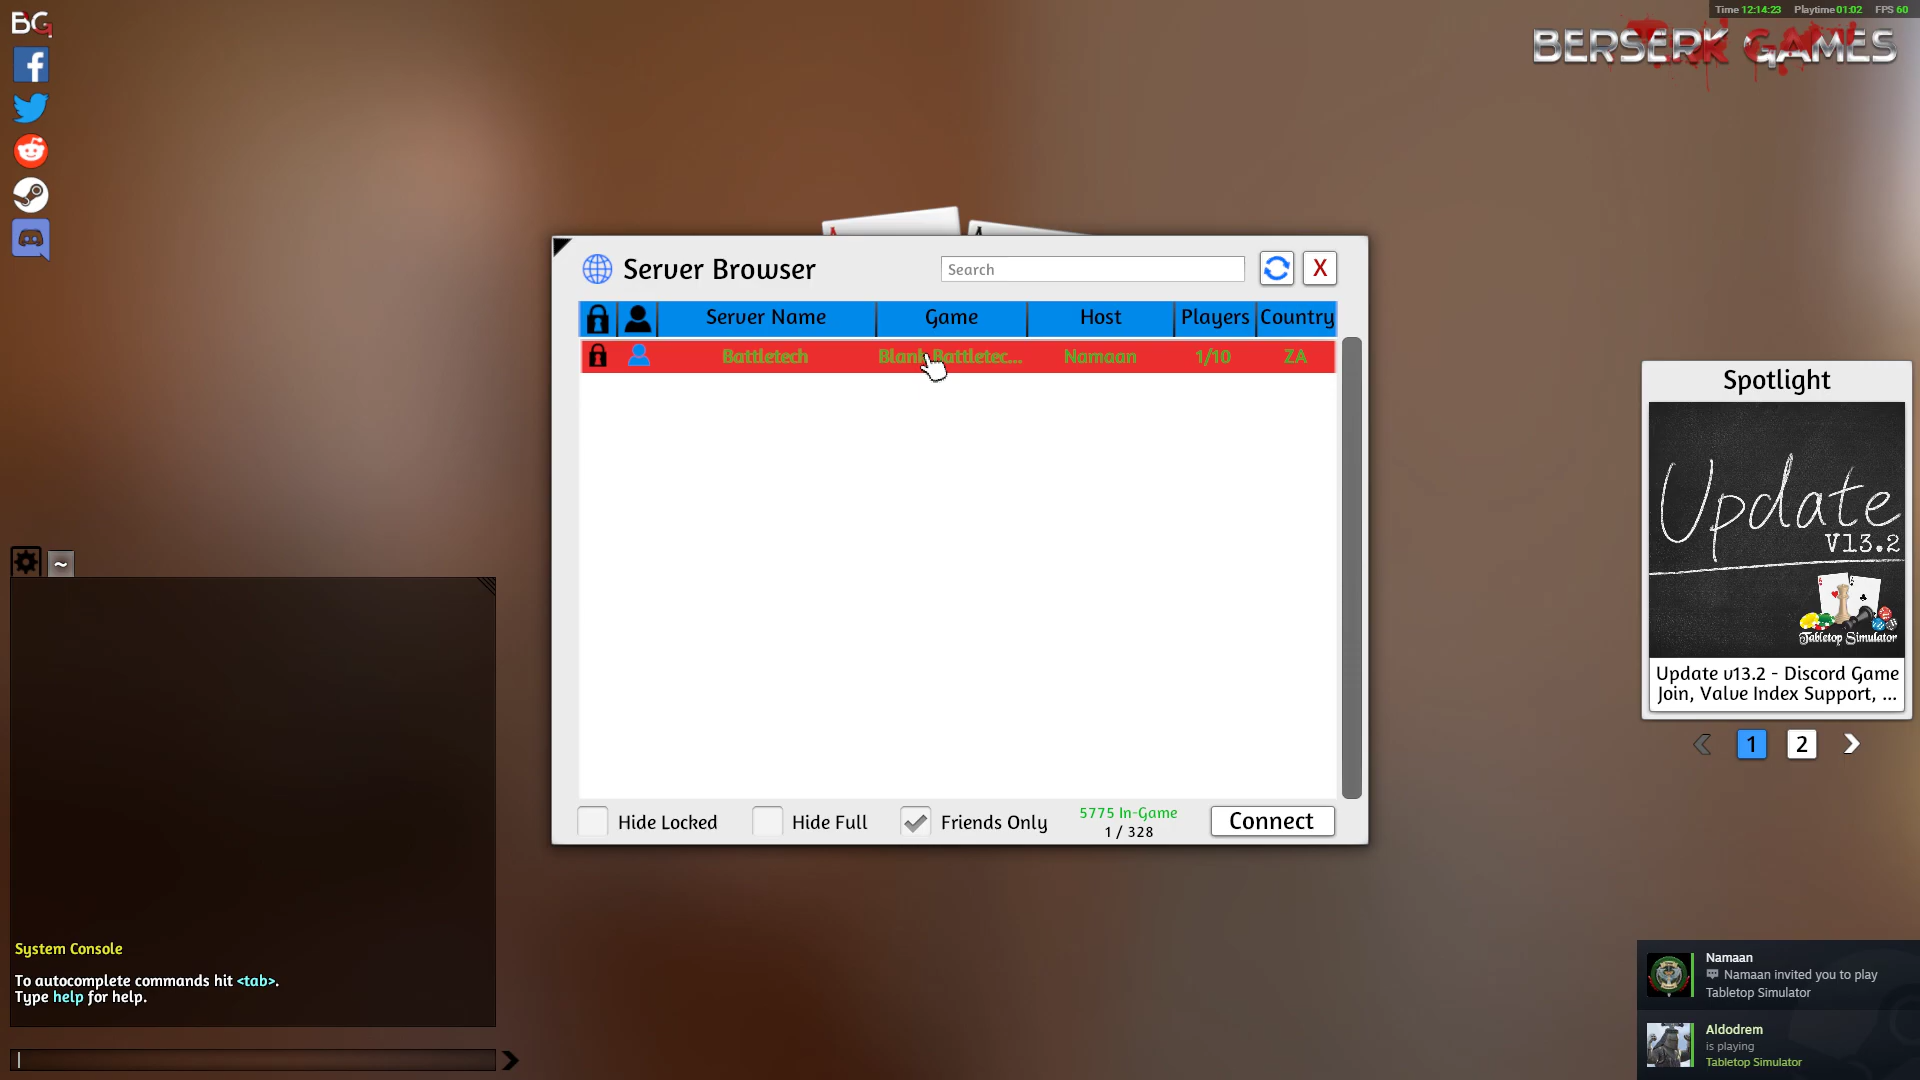 BG
Time 12:14:23 Playtime 01:02 FPS 60
BERSERK GAMES
Server Browser
Search
X
Server Name Game Host Players Country
Battletech Blank Battletec... Namaan 1/10 ZA
Hide Locked
Hide Full
Friends Only
5775 In-Game
1 / 328
Connect
Spotlight
Update
V13.2
Tabletop Simulator
Update v13.2 - Discord Game
Join, Value Index Support, ...
1 2
~
System Console
To autocomplete commands hit <tab>.
Type help for help.
Namaan
Namaan invited you to play
Tabletop Simulator
Aldodrem
is playing
Tabletop Simulator